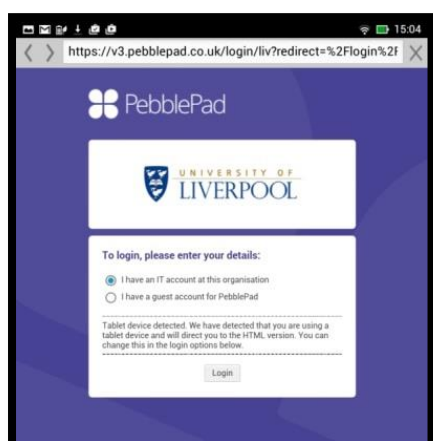 15:04
https://v3.pebblepad.co.uk/login/liv?redirect=%2Flogin%2F
PebblePad
UNIVERSITY OF
LIVERPOOL
To login, please enter your details:
I have an IT account at this organisation
I have a guest account for PebblePad
Tablet device detected. We have detected that you are using a
tablet device and will direct you to the HTML version. You can
change this in the login options below.
Login